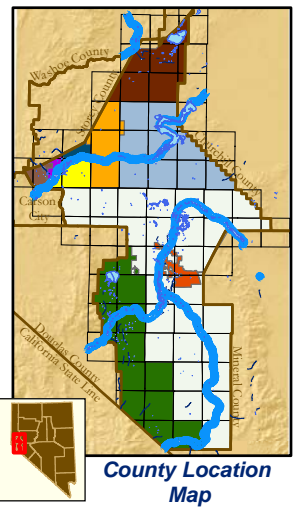 Washoe County
Storey County
Churchill County
Carson
City
Douglas County
California State Line
Mineral County
County Location
Map